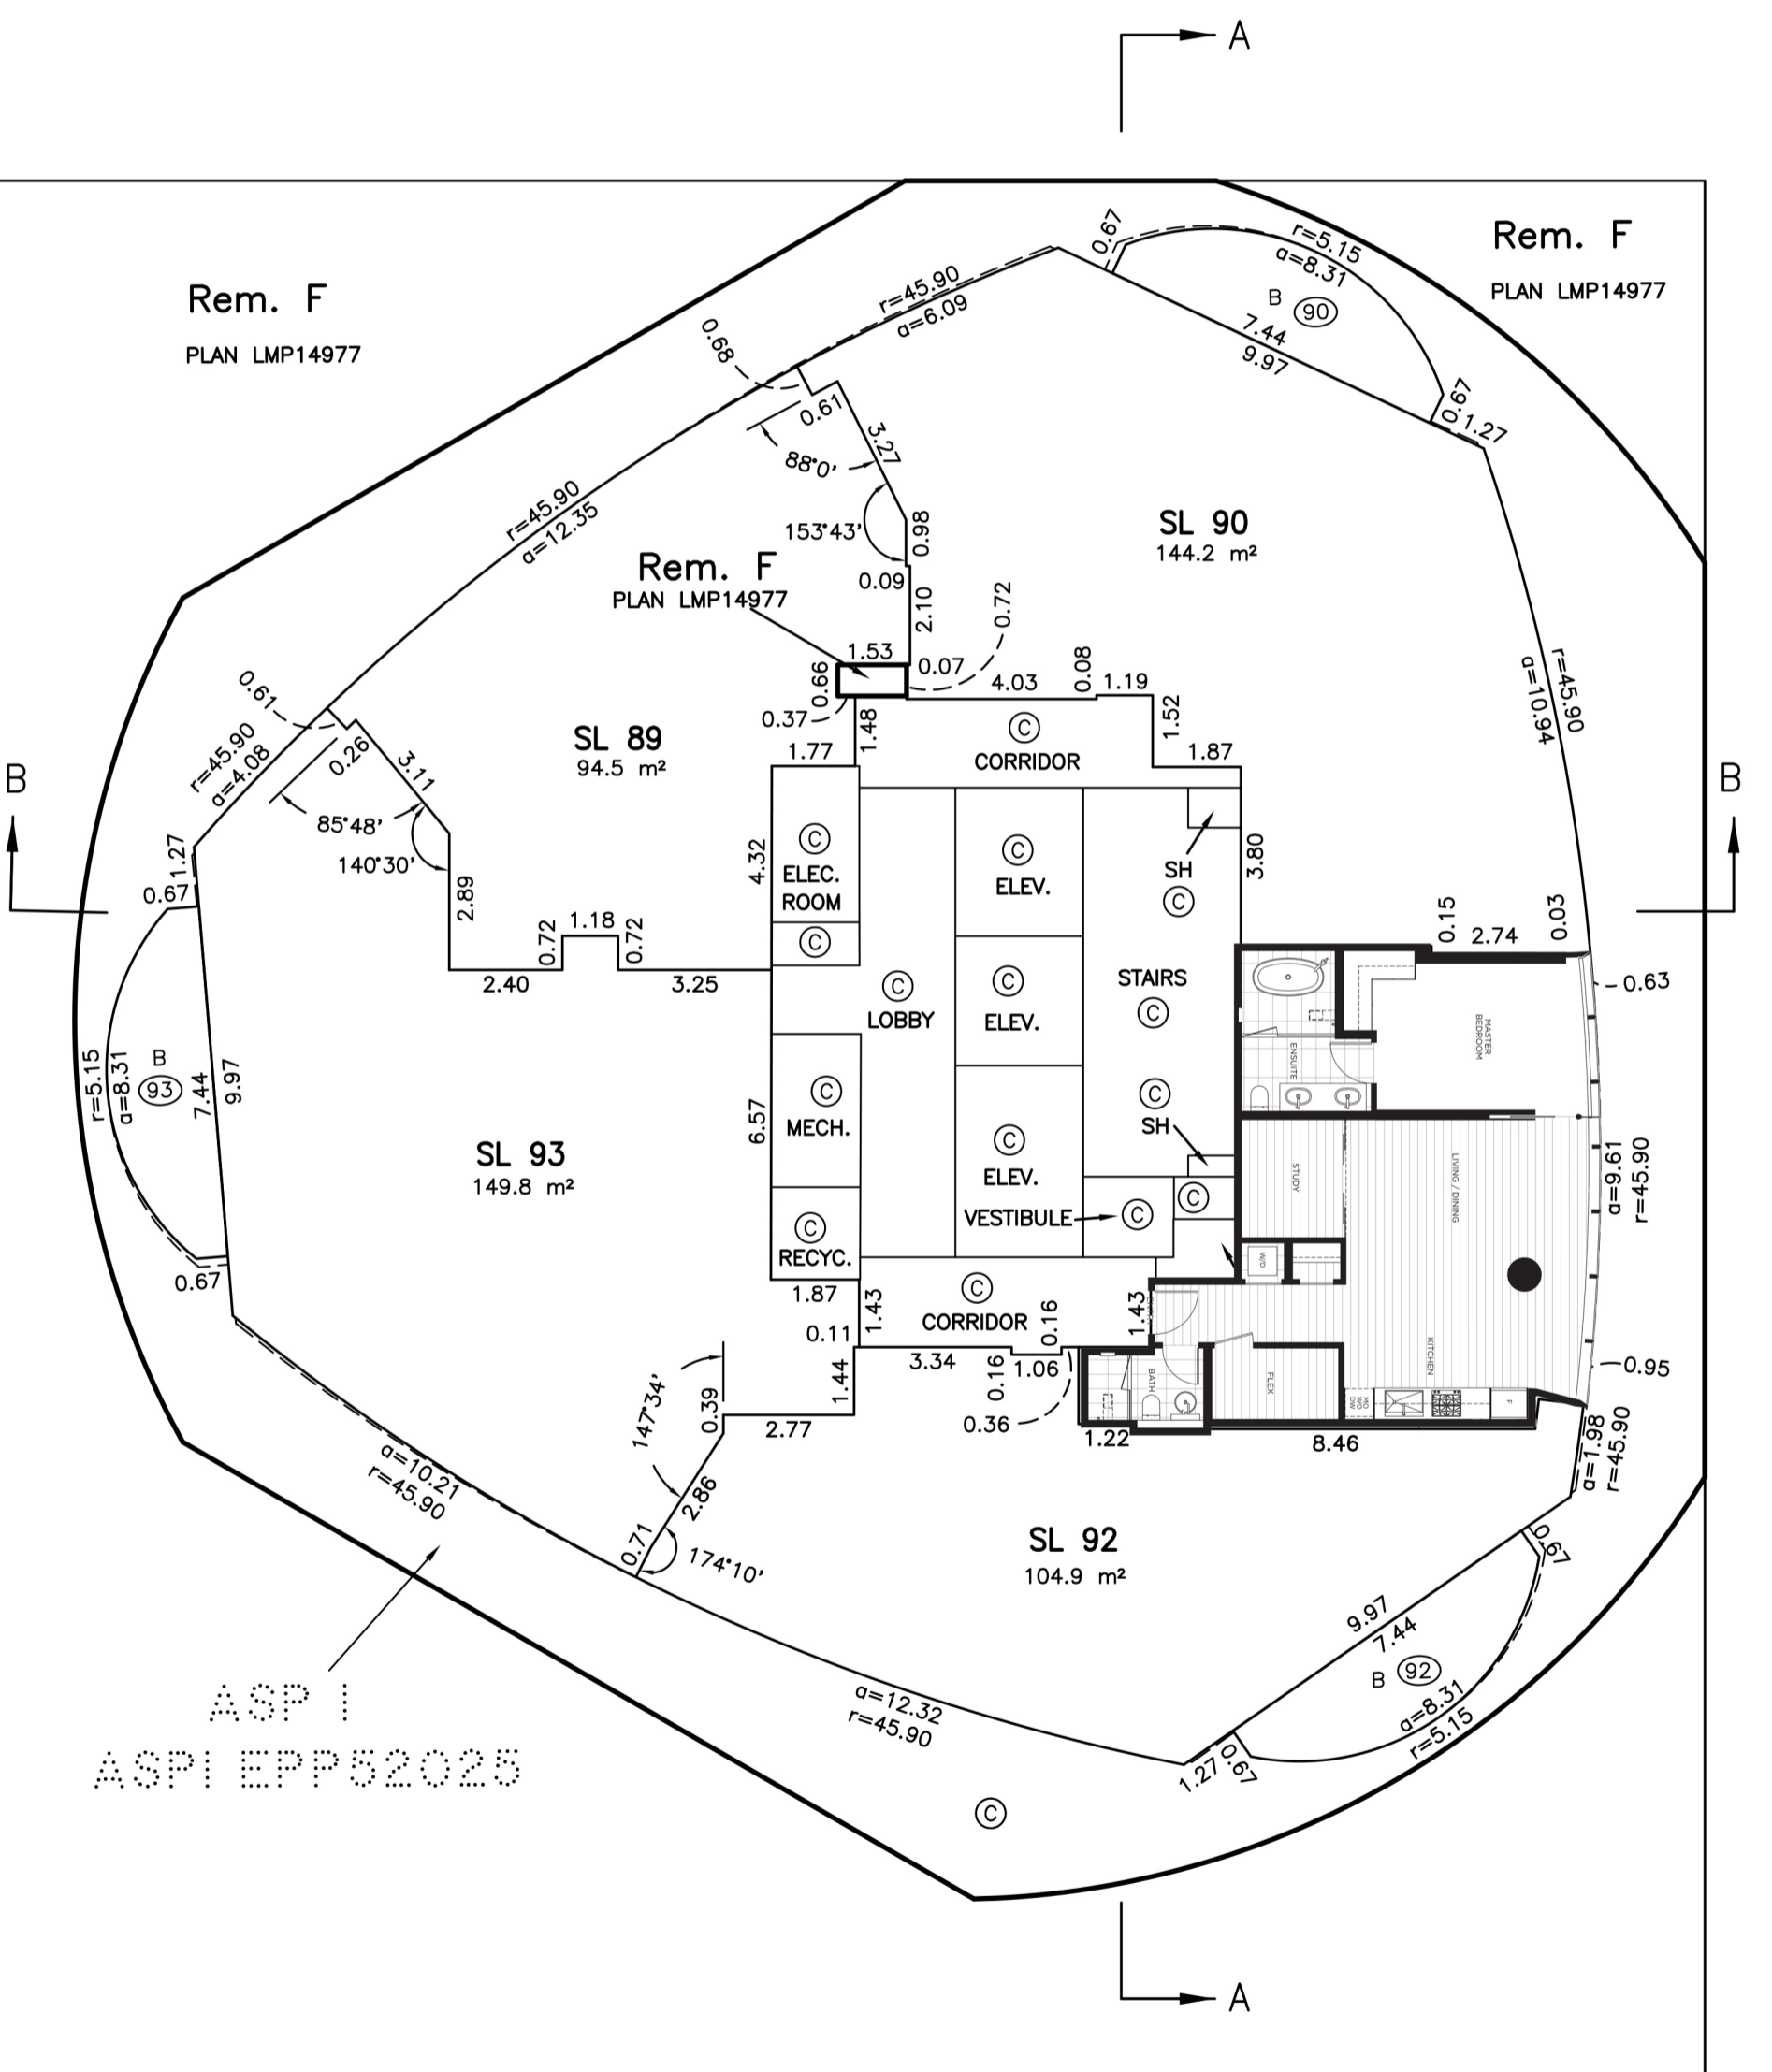 A
Rem. F
PLAN LMP14977
Rem. F
PLAN LMP14977
0.67
r=5.15
a=8.31
B 90
7.44
9.97
0.67
1.27
r=45.90
a=6.09
0.68
0.61
3.27
88°0'
153°43'
0.98
0.09
2.10
r=45.90
a=12.35
SL 90
144.2 m²
Rem. F
PLAN LMP14977
1.53
0.66
0.37
0.07
0.72
4.03
0.08
1.19
1.52
1.87
1.48
1.77
r=45.90
a=10.94
0.61
0.26
3.11
r=45.90
a=4.08
85°48'
140°30'
2.89
SL 89
94.5 m²
C
CORRIDOR
B
B
1.27
0.67
0.72
1.18
0.72
2.40
3.25
4.32
C
ELEC.
ROOM
C
C
ELEV.
SH
C
3.80
0.15
2.74
0.03
0.63
C
LOBBY
C
ELEV.
STAIRS
C
MASTER
BEDROOM
ENSUITE
r=5.15
a=8.31
B
93
7.44
9.97
0.67
6.57
C
MECH.
C
ELEV.
C
SH
STUDY
LIVING / DINING
a=9.61
r=45.90
SL 93
149.8 m²
C
RECYC.
VESTIBULE
C
C
W/D
1.87
1.43
0.11
C
CORRIDOR
0.16
1.43
3.34
0.16
1.06
0.36
1.44
BATH
FLEX
KITCHEN
MO
WO
DW
F
0.95
147°34'
0.39
2.77
1.22
8.46
a=1.98
r=45.90
a=10.21
r=45.90
2.86
0.71
174°10'
SL 92
104.9 m²
0.67
9.97
7.44
B 92
a=8.31
r=5.15
a=12.32
r=45.90
1.27
0.67
ASP 1
ASP1 EPP52025
C
A